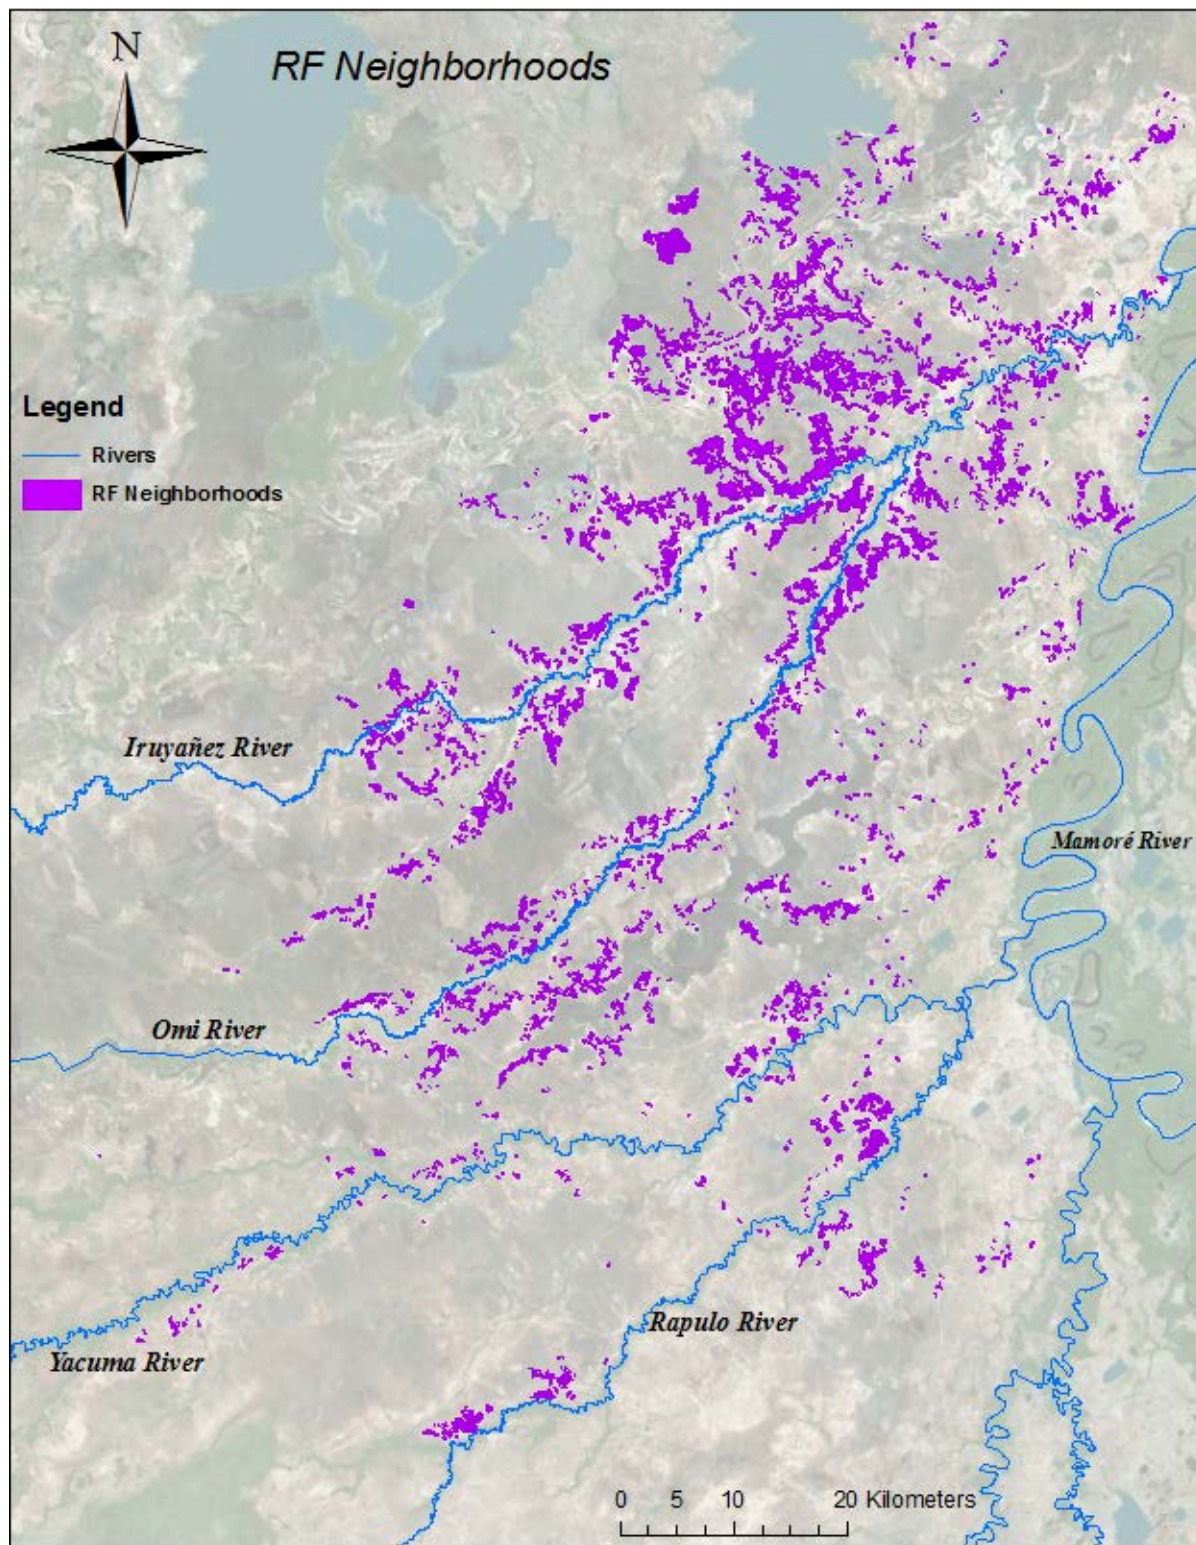 N
RF Neighborhoods
Legend
Rivers
RF Neighborhoods
Iruyañez River
Mamoré River
Omi River
Rapulo River
Yacuma River
0 5 10 20 Kilometers